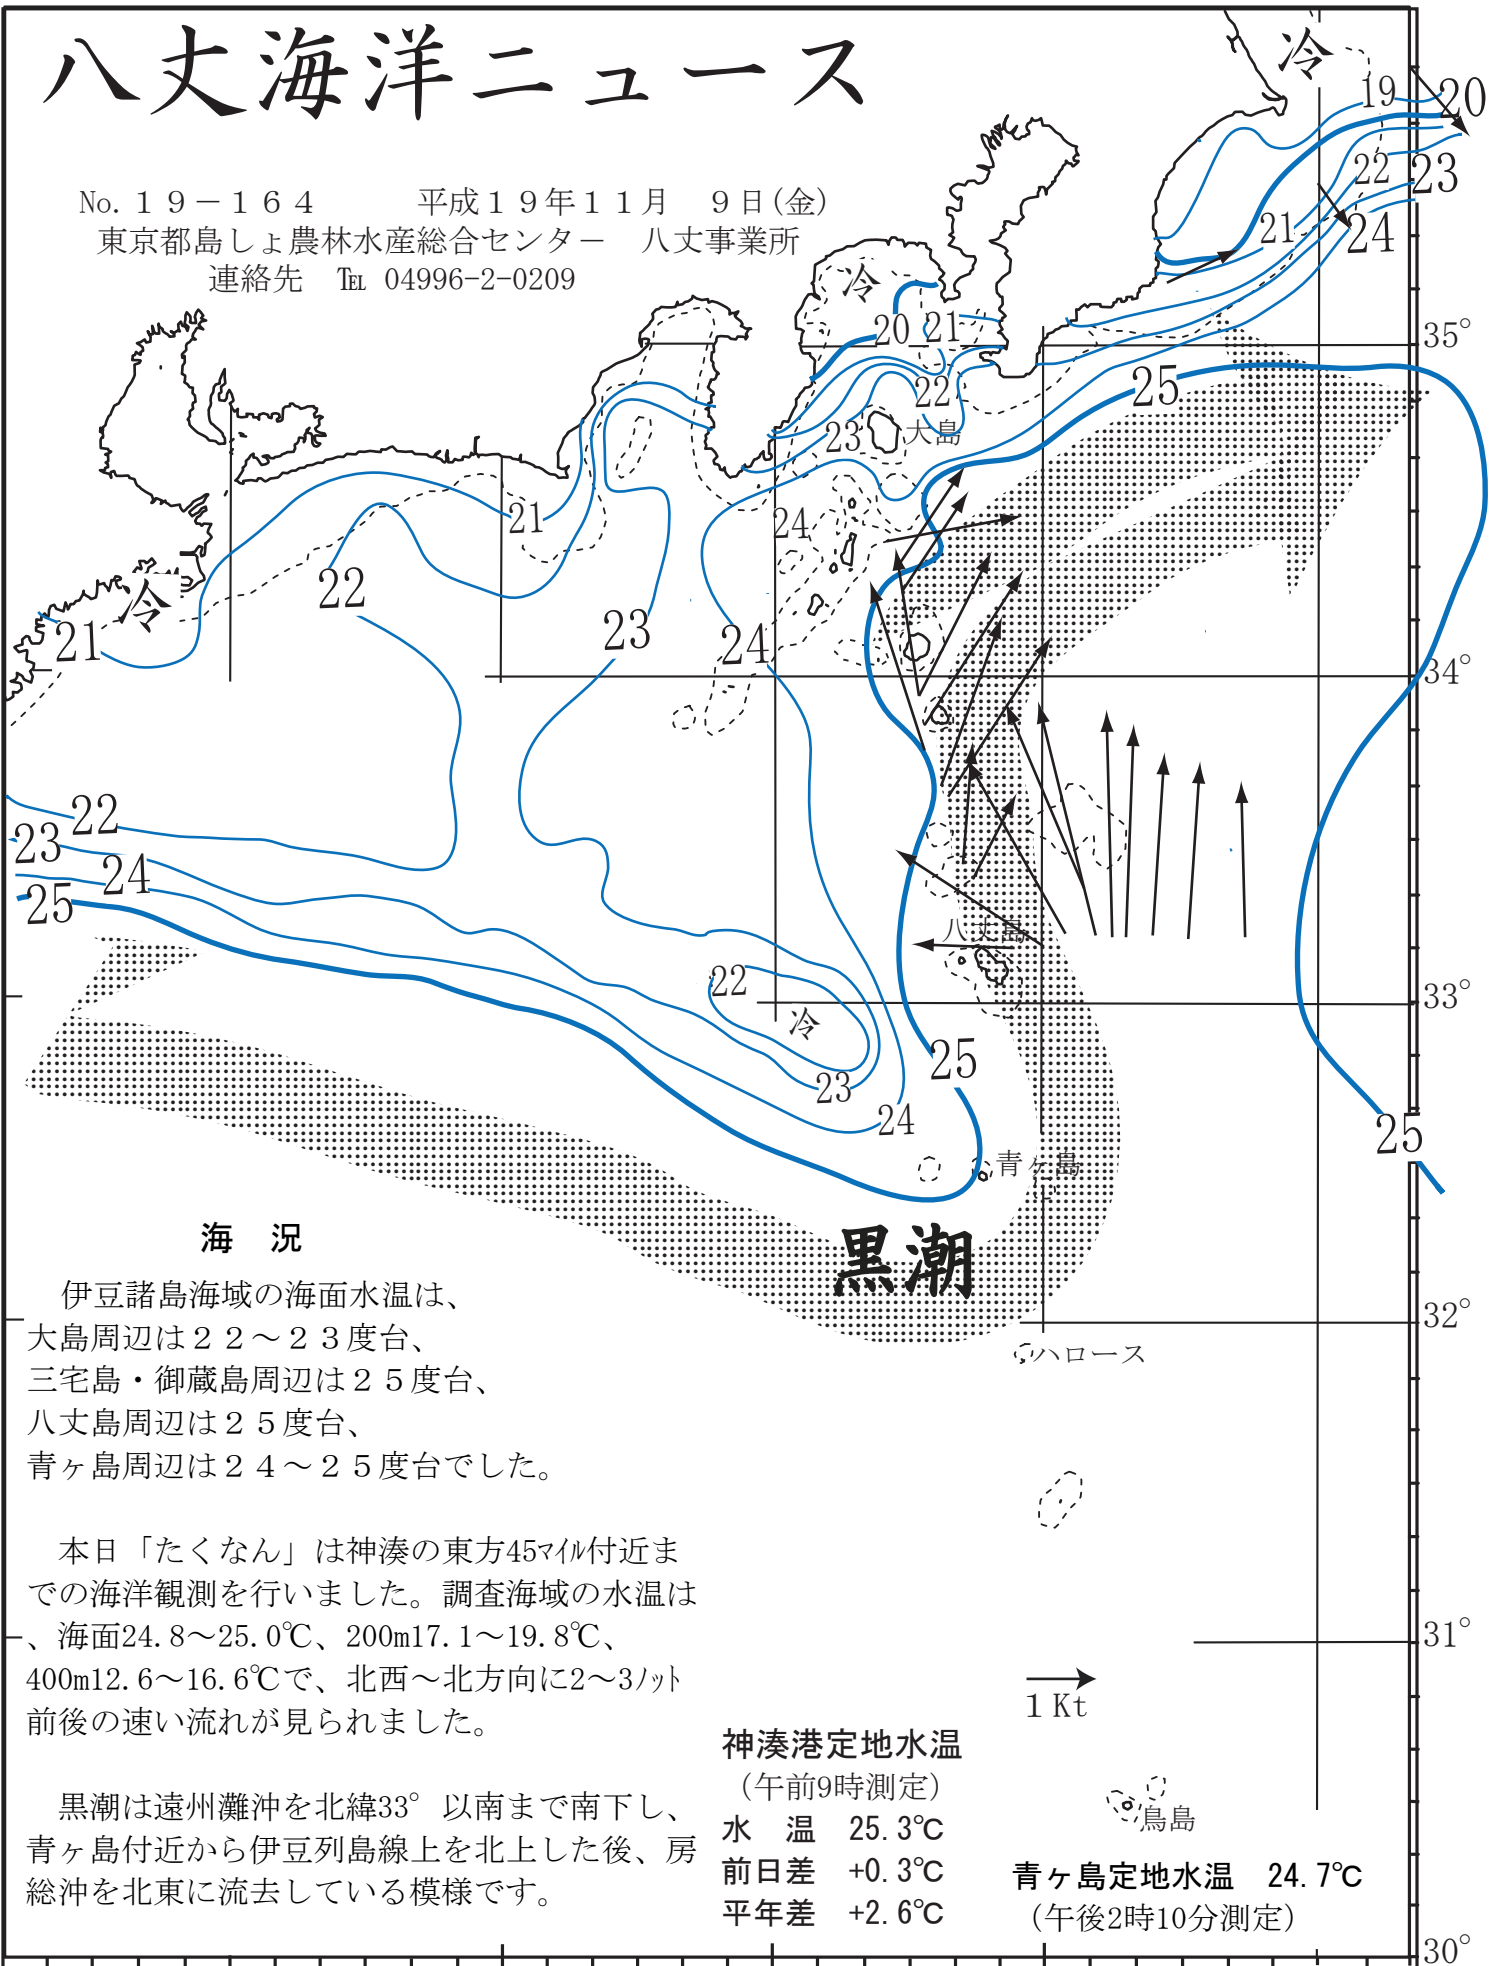 八丈海洋ニュース
No.１９－１６４　平成１９年１１月　９日(金)
東京都島しょ農林水産総合センタ－　八丈事業所
連絡先　℡ 04996-2-0209
冷
19
20
22
23
21
24
冷
20
21
35°
25
22
23
大島
24
21
22
冷
21
23
24
34°
22
23
24
25
八丈島
22
冷
33°
25
23
24
25
青ヶ島
黒潮
32°
ハロース
海　況
伊豆諸島海域の海面水温は、
大島周辺は２２～２３度台、
三宅島・御蔵島周辺は２５度台、
八丈島周辺は２５度台、
青ヶ島周辺は２４～２５度台でした。
本日「たくなん」は神湊の東方45ﾏｲﾙ付近ま
での海洋観測を行いました。調査海域の水温は
、海面24.8～25.0℃、200m17.1～19.8℃、
400m12.6～16.6℃で、北西～北方向に2～3ﾉｯﾄ
前後の速い流れが見られました。
黒潮は遠州灘沖を北緯33°以南まで南下し、
青ヶ島付近から伊豆列島線上を北上した後、房
総沖を北東に流去している模様です。
31°
1 Kt
神湊港定地水温
（午前9時測定）
水　温　25.3℃
前日差　+0.3℃
平年差　+2.6℃
鳥島
青ヶ島定地水温　24.7℃
（午後2時10分測定）
30°